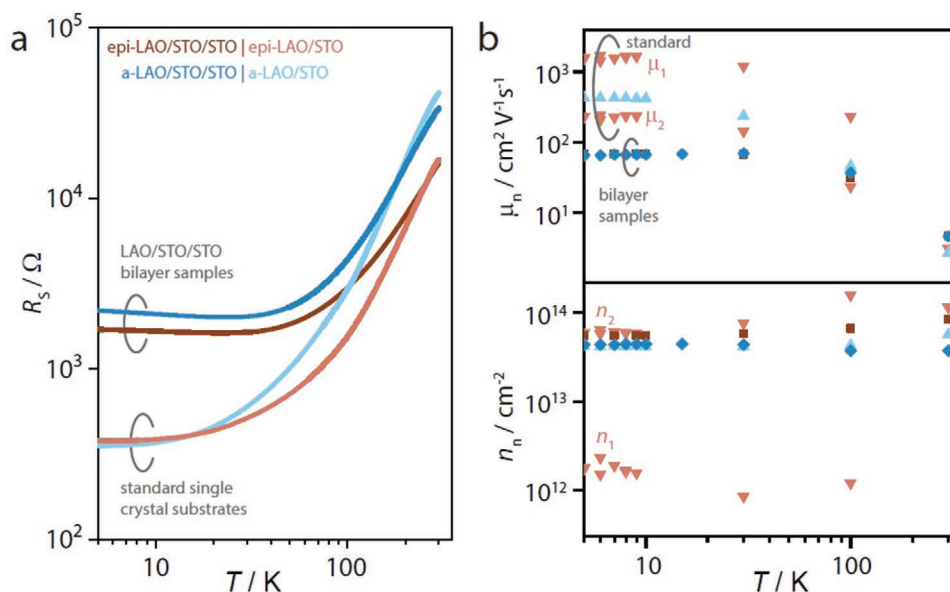 a
epi-LAO/STO/STO | epi-LAO/STO
a-LAO/STO/STO | a-LAO/STO
LAO/STO/STO
bilayer samples
standard single
crystal substrates
10⁵
10⁴
10³
10²
R_S / Ω
10
100
T / K
b
standard
μ₁
μ₂
bilayer
samples
10³
10²
10¹
μ_n / cm² V⁻¹s⁻¹
n₂
n₁
10¹⁴
10¹³
10¹²
n_n / cm⁻²
10
100
T / K